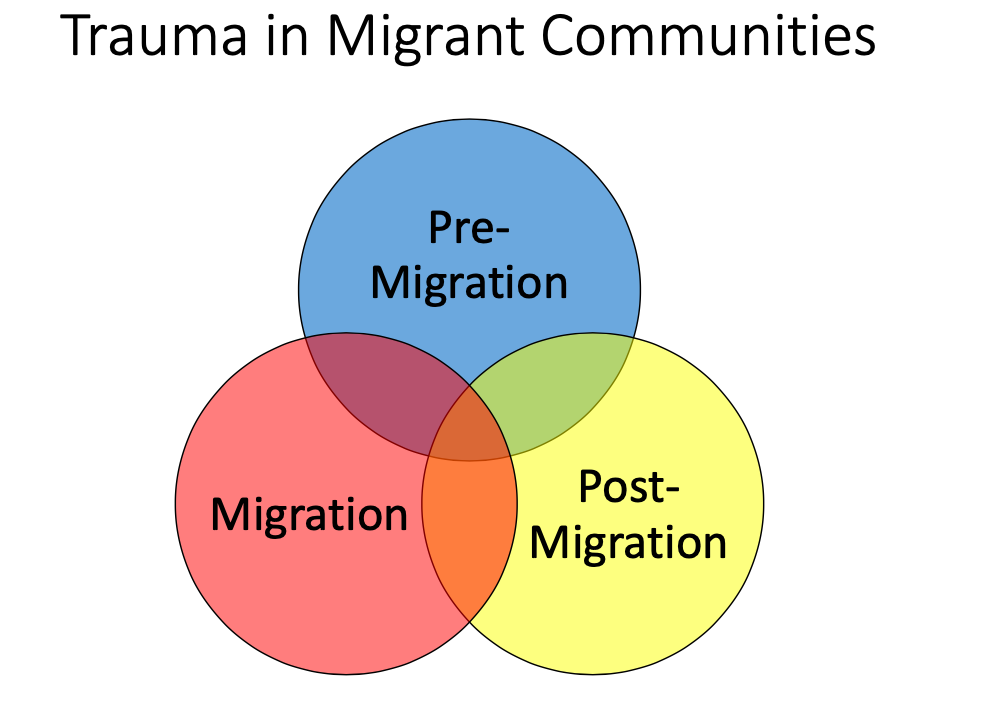 Trauma in Migrant Communities
Pre-
Migration
Migration
Post-
Migration